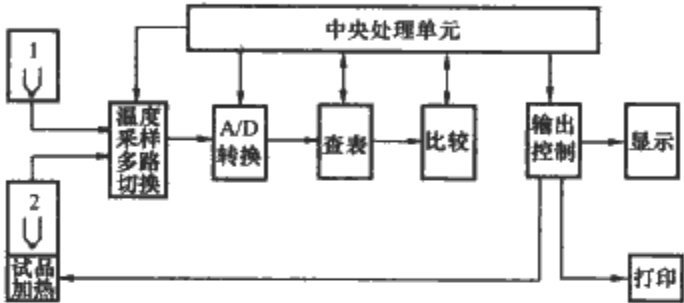 中央处理单元
1
温度
采样
多路
切换
A/D
转换
查表
比较
输出
控制
显示
2
试品
加热
打印